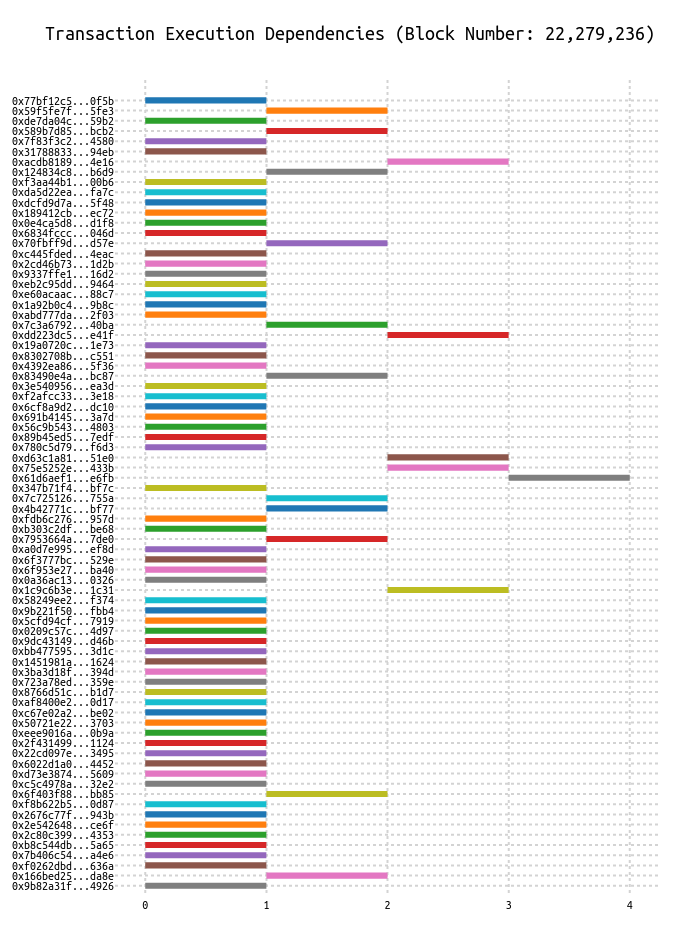 Transaction Execution Dependencies (Block Number: 22,279,236)
0x77bf12c5...0f5b
0x59f5fe7f...5fe3
0xde7da04c...59b2
0x589b7d85...bcb2
0x7f83f3c2...4580
0x31788833...94eb
0xacdb8189...4e16
0x124834c8...b6d9
0xf3aa44b1...00b6
0xda5d22ea...fa7c
0xdcfd9d7a...5f48
0x189412cb...ec72
0x0e4ca5d8...d1f8
0x6834fccc...046d
0x70fbff9d...d57e
0xc445fded...4eac
0x2cd46b73...1d2b
0x9337ffe1...16d2
0xeb2c95dd...9464
0xe60acaac...88c7
0x1a92b0c4...9b8c
0xabd777da...2f03
0x7c3a6792...40ba
0xdd223dc5...e41f
0x19a0720c...1e73
0x8302708b...c551
0x4392ea86...5f36
0x83490e4a...bc87
0x3e540956...ea3d
0xf2afcc33...3e18
0x6cf8a9d2...dc10
0x691b4145...3a7d
0x56c9b543...4803
0x89b45ed5...7edf
0x780c5d79...f6d3
0xd63c1a81...51e0
0x75e5252e...433b
0x61d6aef1...e6fb
0x347b71f4...bf7c
0x7c725126...755a
0x4b42771c...bf77
0xfdb6c276...957d
0xb303c2df...be68
0x7953664a...7de0
0xa0d7e995...ef8d
0x6f3777bc...529e
0x6f953e27...ba40
0x0a36ac13...0326
0x1c9c6b3e...1c31
0x58249ee2...f374
0x9b221f50...fbb4
0x5cfd94cf...7919
0x0209c57c...4d97
0x9dc43149...d46b
0xbb477595...3d1c
0x1451981a...1624
0x3ba3d18f...394d
0x723a78ed...359e
0x8766d51c...b1d7
0xaf8400e2...0d17
0xc67e02a2...be02
0x50721e22...3703
0xeee9016a...0b9a
0x2f431499...1124
0x22cd097e...3495
0x6022d1a0...4452
0xd73e3874...5609
0xc5c4978a...32e2
0x6f403f88...bb85
0xf8b622b5...0d87
0x2676c77f...943b
0x2e542648...ce6f
0x2c80c399...4353
0xb8c544db...5a65
0x7b406c54...a4e6
0xf0262dbd...636a
0x166bed25...da8e
0x9b82a31f...4926
0 1 2 3 4